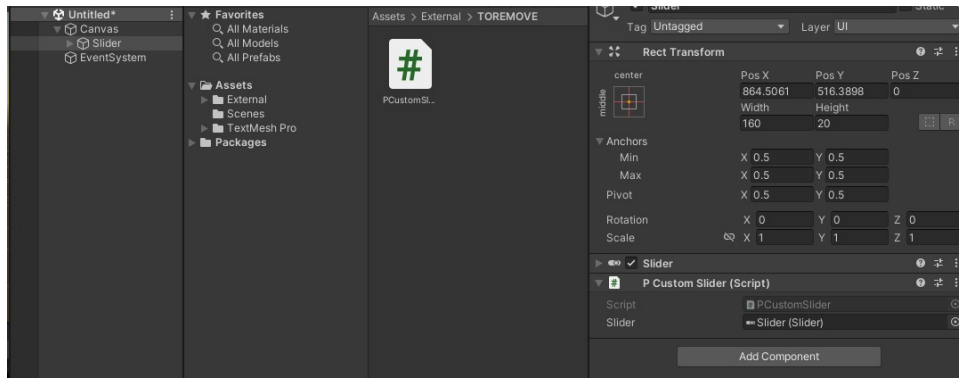 Untitled*
Canvas
Slider
EventSystem
Favorites
All Materials
All Models
All Prefabs
Assets
External
Scenes
TextMesh Pro
Packages
Assets > External > TOREMOVE
#
PCustomSl...
Slider
Static
Tag Untagged Layer UI
Rect Transform
center
middle
Pos X Pos Y Pos Z
864.5061 516.3898 0
Width Height
160 20
R
Anchors
Min X 0.5 Y 0.5
Max X 0.5 Y 0.5
Pivot X 0.5 Y 0.5
Rotation X 0 Y 0 Z 0
Scale X 1 Y 1 Z 1
Slider
# P Custom Slider (Script)
Script PCustomSlider
Slider Slider (Slider)
Add Component